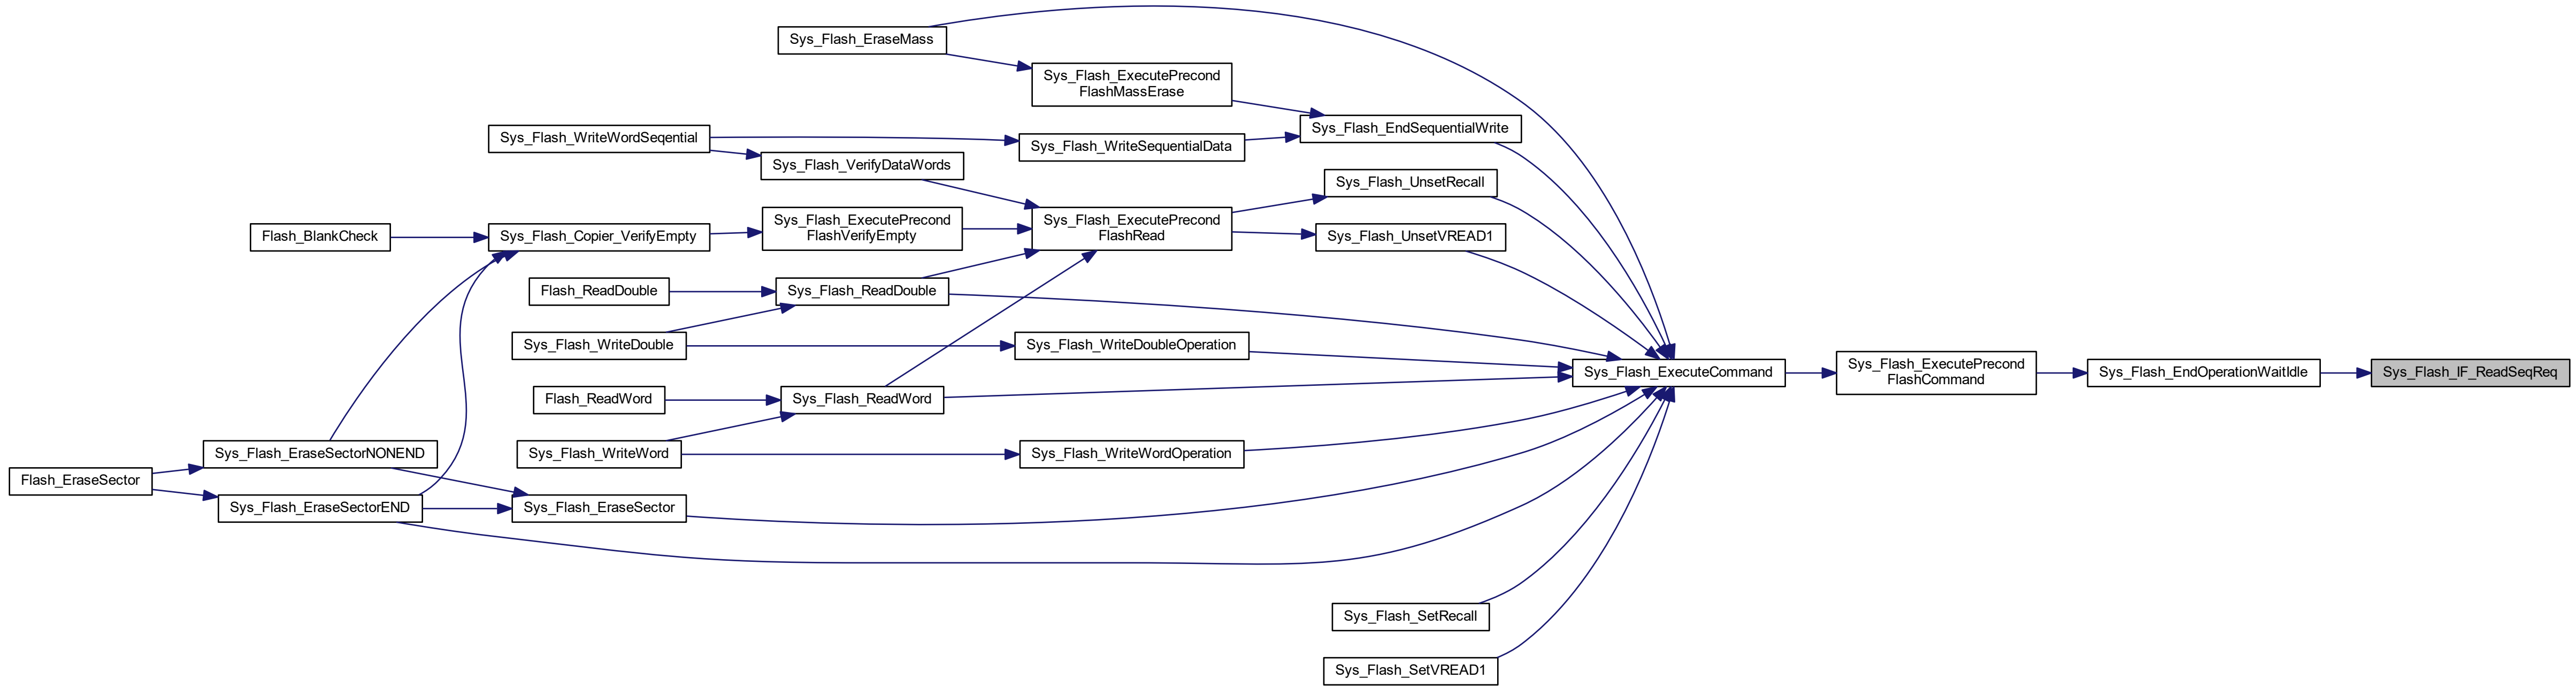 Sys_Flash_EraseMass
Sys_Flash_ExecutePrecond
FlashMassErase
Sys_Flash_EndSequentialWrite
Sys_Flash_WriteWordSeqential
Sys_Flash_WriteSequentialData
Sys_Flash_VerifyDataWords
Sys_Flash_UnsetRecall
Flash_BlankCheck
Sys_Flash_Copier_VerifyEmpty
Sys_Flash_ExecutePrecond
FlashVerifyEmpty
Sys_Flash_ExecutePrecond
FlashRead
Sys_Flash_UnsetVREAD1
Flash_ReadDouble
Sys_Flash_ReadDouble
Sys_Flash_WriteDouble
Sys_Flash_WriteDoubleOperation
Sys_Flash_ExecuteCommand
Sys_Flash_ExecutePrecond
FlashCommand
Sys_Flash_EndOperationWaitIdle
Sys_Flash_IF_ReadSeqReq
Flash_ReadWord
Sys_Flash_ReadWord
Sys_Flash_EraseSectorNONEND
Sys_Flash_WriteWord
Sys_Flash_WriteWordOperation
Flash_EraseSector
Sys_Flash_EraseSectorEND
Sys_Flash_EraseSector
Sys_Flash_SetRecall
Sys_Flash_SetVREAD1